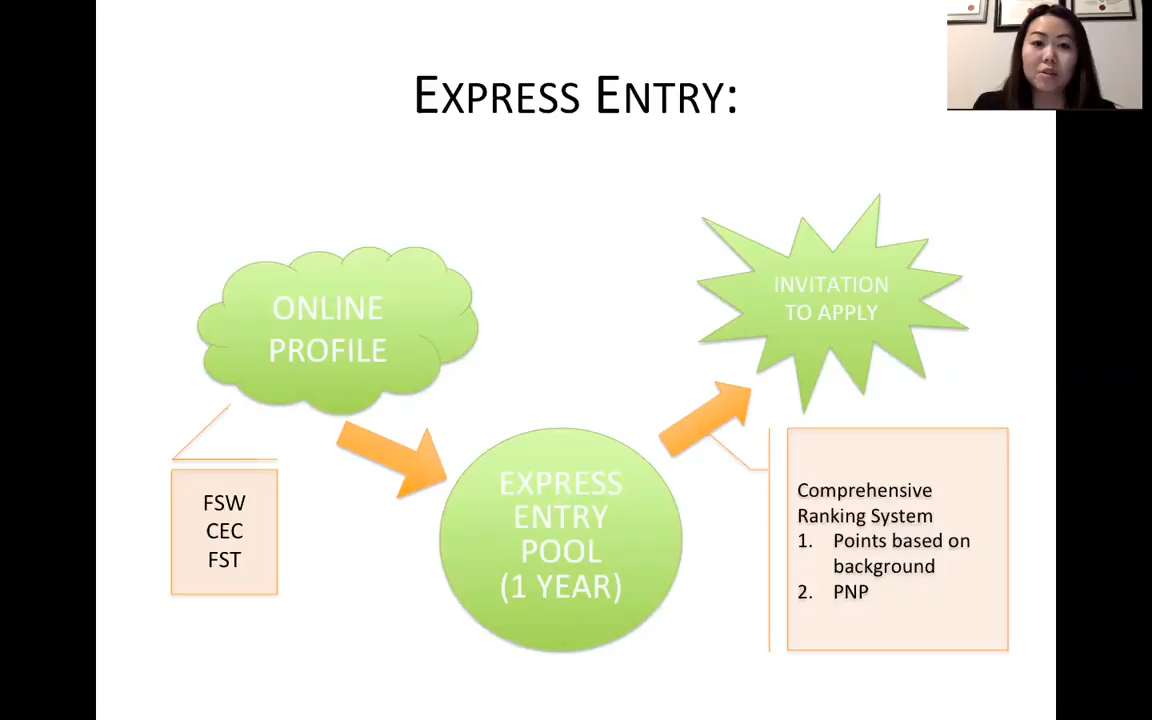 EXPRESS ENTRY:
ONLINE
PROFILE
FSW
CEC
FST
EXPRESS
ENTRY
POOL
(1 YEAR)
INVITATION
TO APPLY
Comprehensive
Ranking System
1. Points based on
background
2. PNP